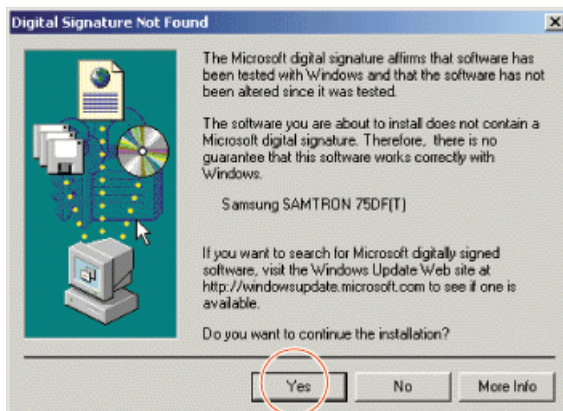 Digital Signature Not Found
The Microsoft digital signature affirms that software has
been tested with Windows and that the software has not
been altered since it was tested.
The software you are about to install does not contain a
Microsoft digital signature. Therefore, there is no
guarantee that this software works correctly with
Windows.
Samsung SAMTRON 75DF(T)
If you want to search for Microsoft digitally signed
software, visit the Windows Update Web site at
http://windowsupdate.microsoft.com to see if one is
available.
Do you want to continue the installation?
Yes No More Info